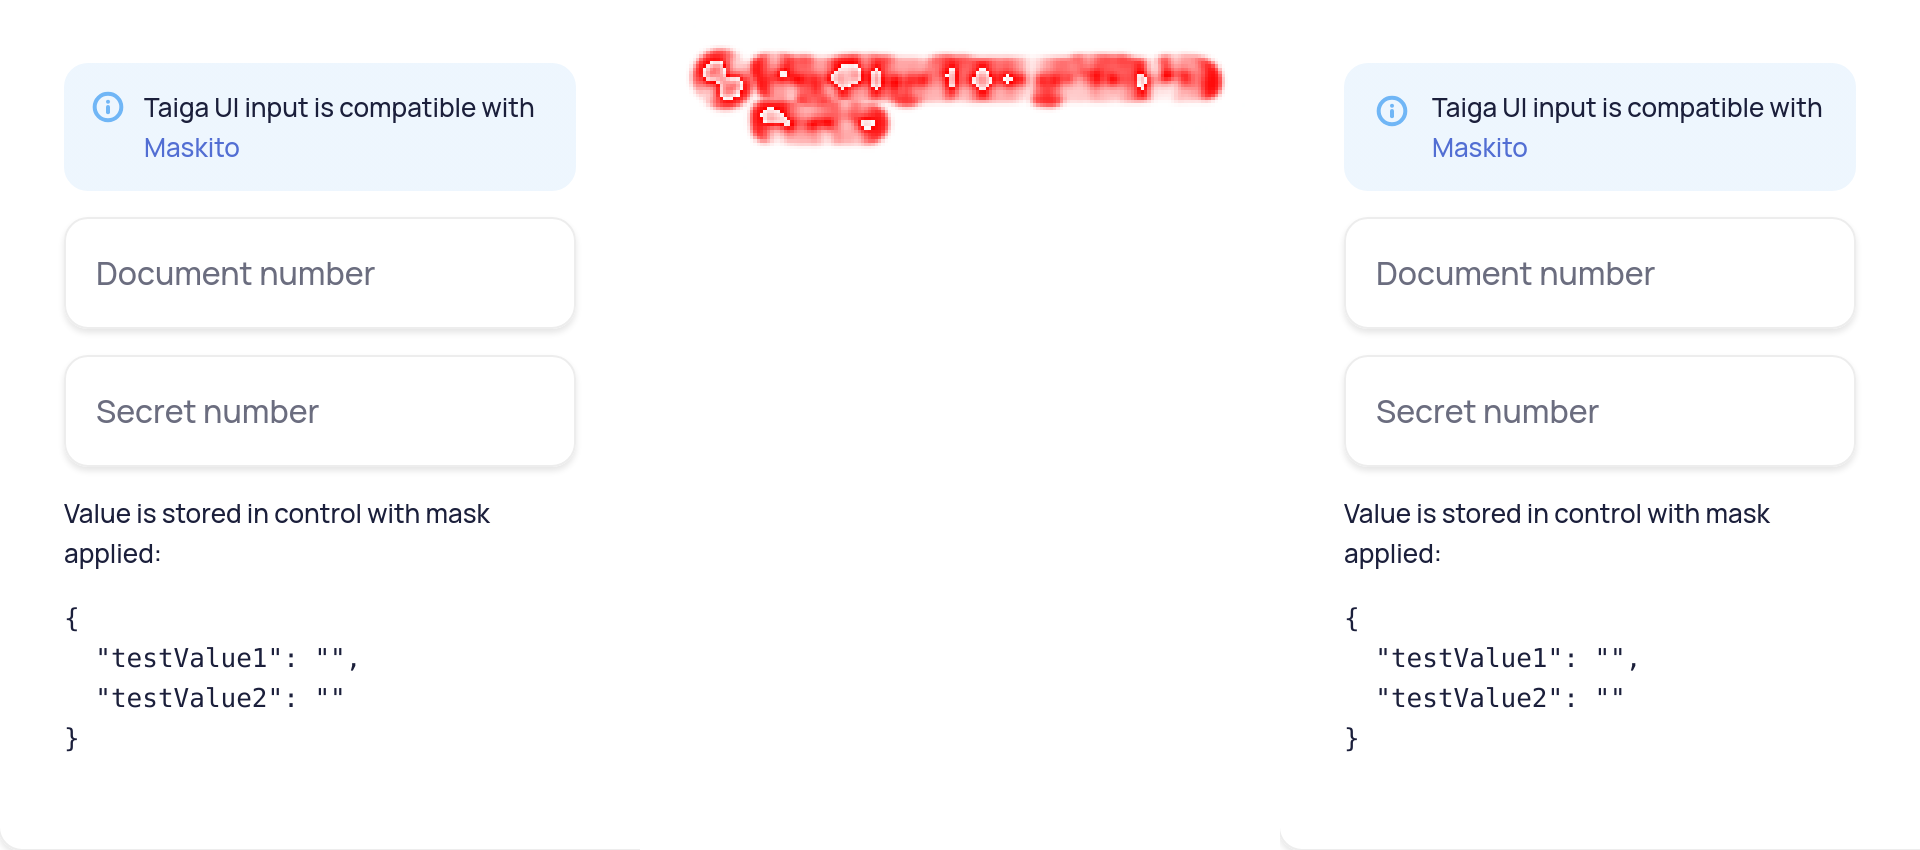 Taiga UI input is compatible with
Maskito
Document number
Secret number
Value is stored in control with mask
applied:
{
  "testValue1": "",
  "testValue2": ""
}
Taiga UI input is compatible with
Maskito
Document number
Secret number
Value is stored in control with mask
applied:
{
  "testValue1": "",
  "testValue2": ""
}